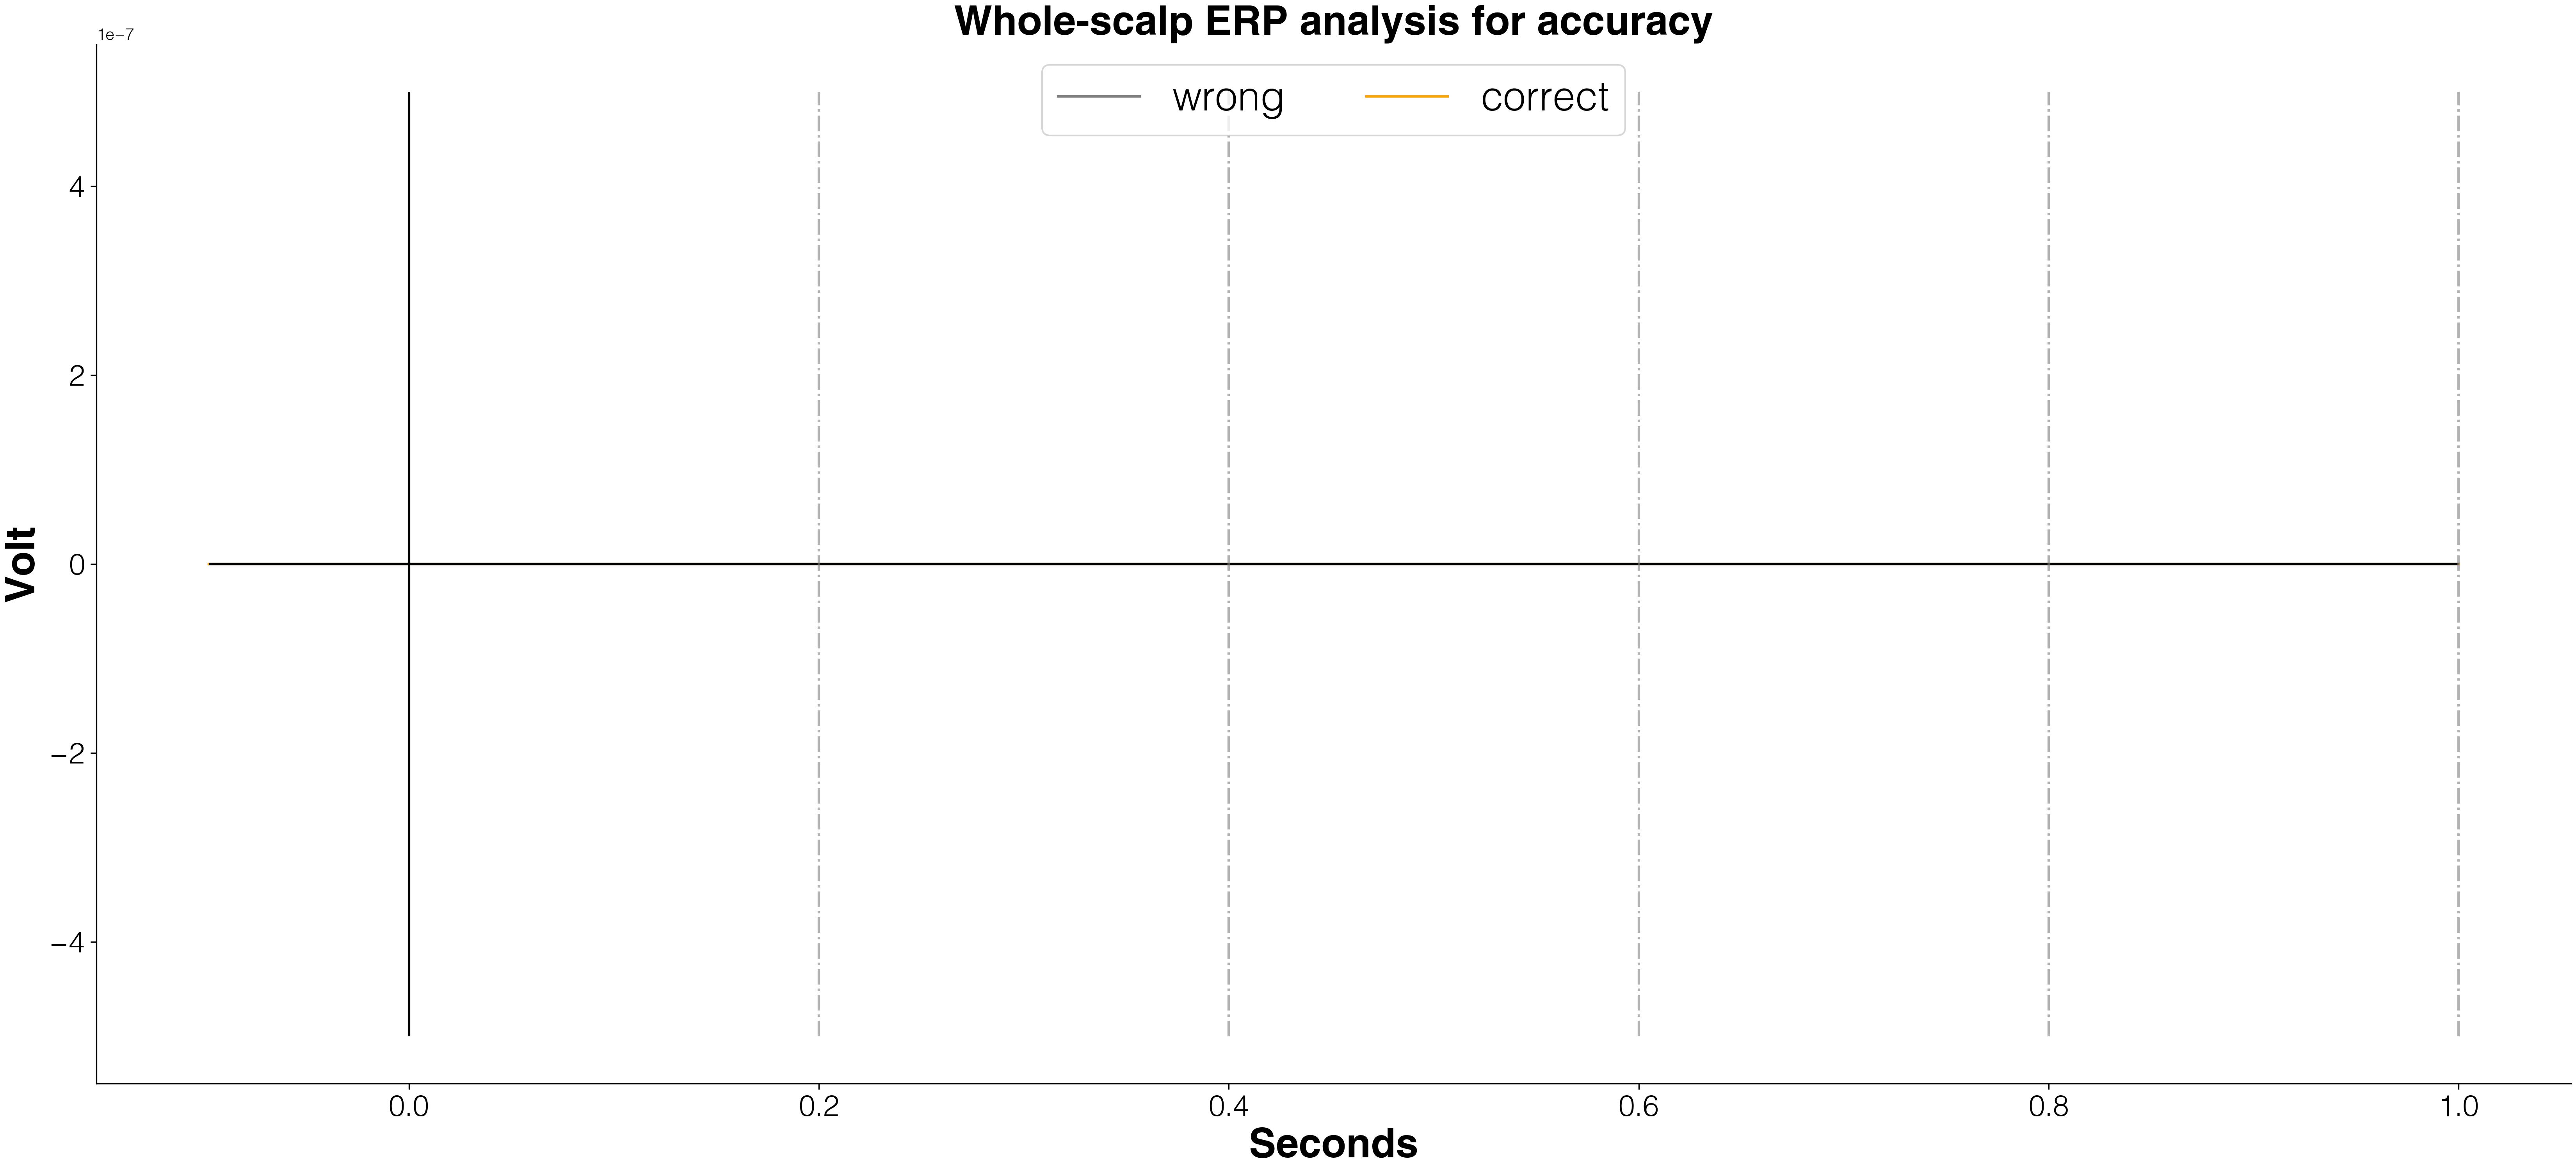 Whole-scalp ERP analysis for accuracy
1e−7
wrong correct
4
2
0
−2
−4
Volt
0.0 0.2 0.4 0.6 0.8 1.0
Seconds